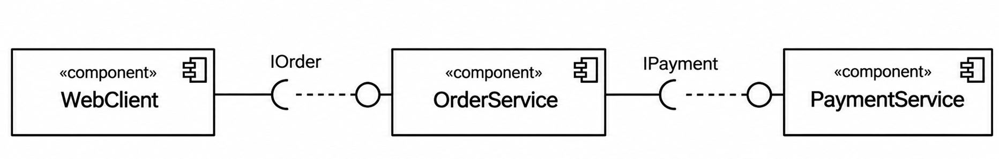 «component»
WebClient
IOrder
«component»
OrderService
IPayment
«component»
PaymentService